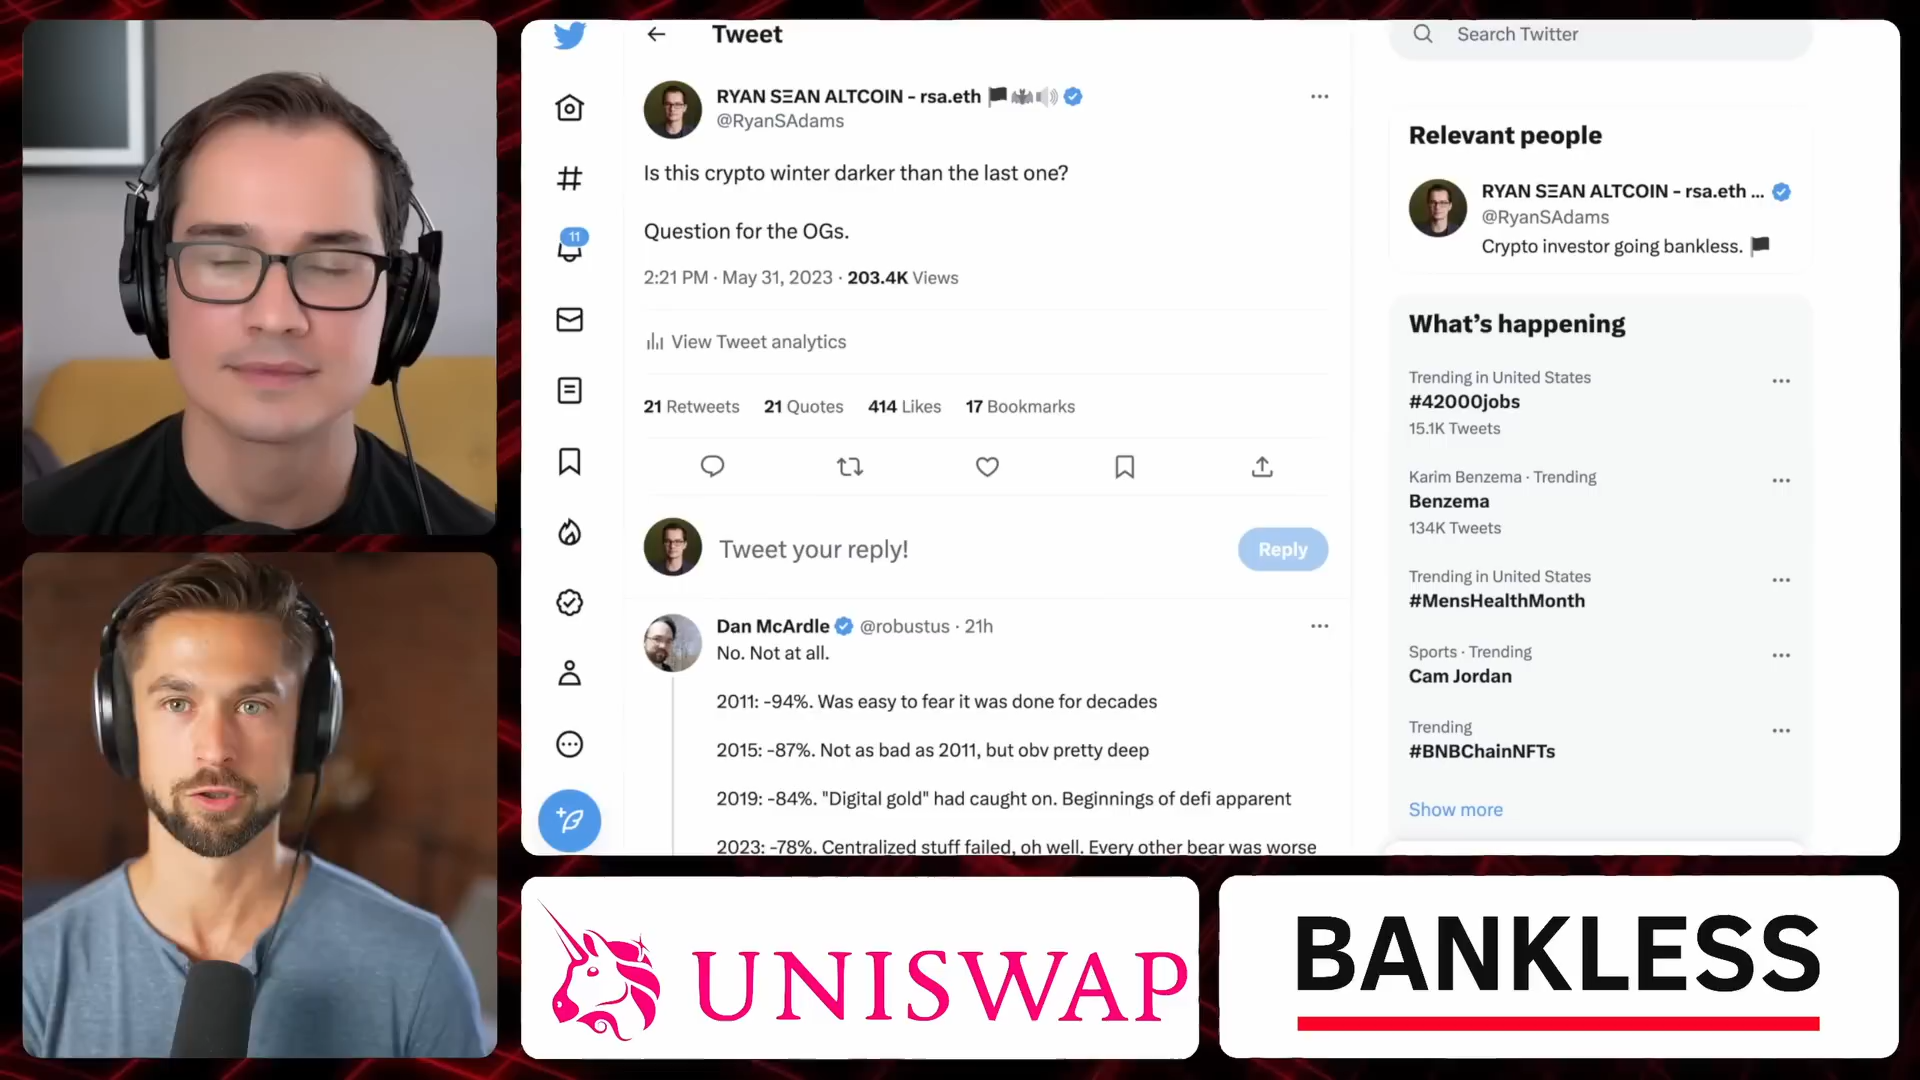 Tweet
RYAN SΞAN ALTCOIN - rsa.eth 🏴🦇🔊
@RyanSAdams
Is this crypto winter darker than the last one?
Question for the OGs.
2:21 PM · May 31, 2023 · 203.4K Views
View Tweet analytics
21 Retweets 21 Quotes 414 Likes 17 Bookmarks
Tweet your reply!
Reply
Dan McArdle @robustus · 21h
No. Not at all.
2011: -94%. Was easy to fear it was done for decades
2015: -87%. Not as bad as 2011, but obv pretty deep
2019: -84%. "Digital gold" had caught on. Beginnings of defi apparent
2023: -78%. Centralized stuff failed, oh well. Every other bear was worse
11
Search Twitter
Relevant people
RYAN SΞAN ALTCOIN - rsa.eth ...
@RyanSAdams
Crypto investor going bankless. 🏴
What’s happening
Trending in United States
#42000jobs
15.1K Tweets
Karim Benzema · Trending
Benzema
134K Tweets
Trending in United States
#MensHealthMonth
Sports · Trending
Cam Jordan
Trending
#BNBChainNFTs
Show more
UNISWAP
BANKLESS